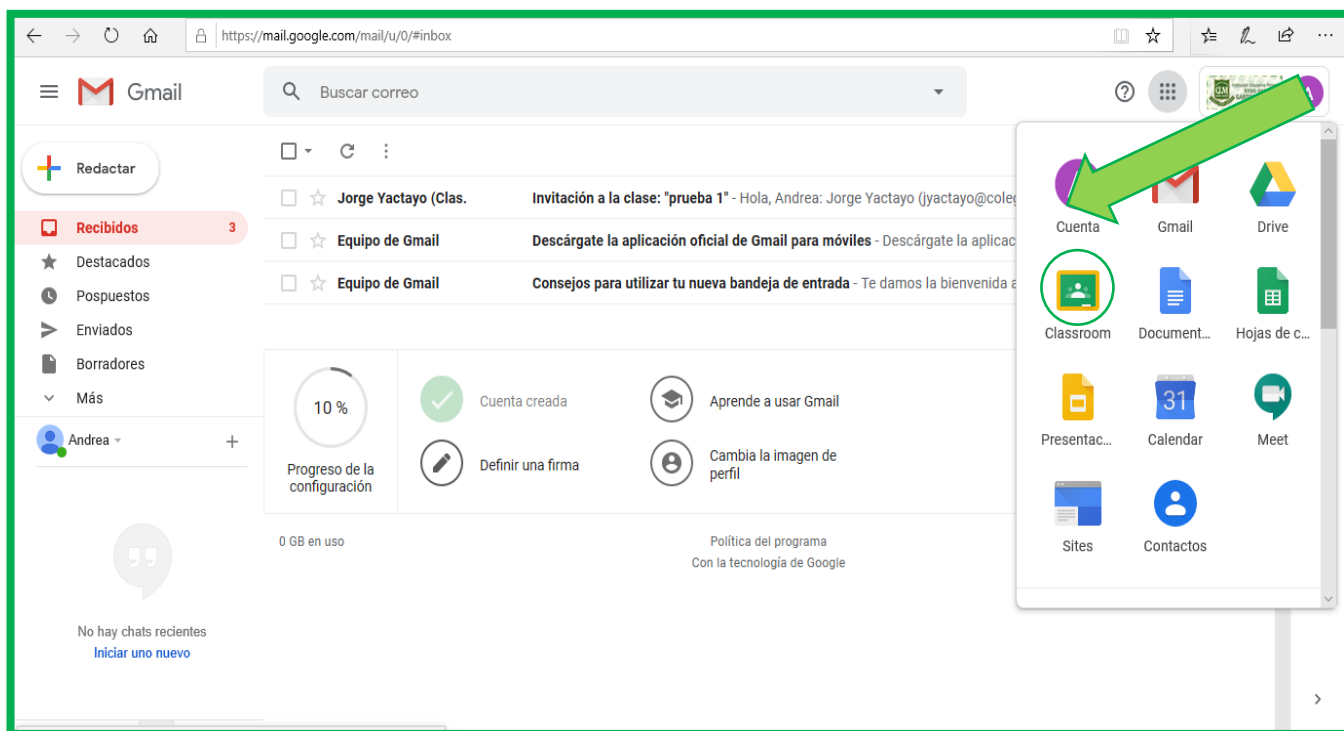 https://mail.google.com/mail/u/0/#inbox
Gmail
Buscar correo
Redactar
Recibidos 3
Destacados
Pospuestos
Enviados
Borradores
Más
Andrea
No hay chats recientes
Iniciar uno nuevo
Jorge Yactayo (Clas. Invitación a la clase: "prueba 1" - Hola, Andrea: Jorge Yactayo (jyactayo@coleg
Equipo de Gmail Descárgate la aplicación oficial de Gmail para móviles - Descárgate la aplicac
Equipo de Gmail Consejos para utilizar tu nueva bandeja de entrada - Te damos la bienvenida a
10 %
Progreso de la
configuración
Cuenta creada
Aprende a usar Gmail
Definir una firma
Cambia la imagen de
perfil
0 GB en uso
Política del programa
Con la tecnología de Google
Cuenta Gmail Drive
Classroom Document... Hojas de c...
31
Presentac... Calendar Meet
Sites Contactos